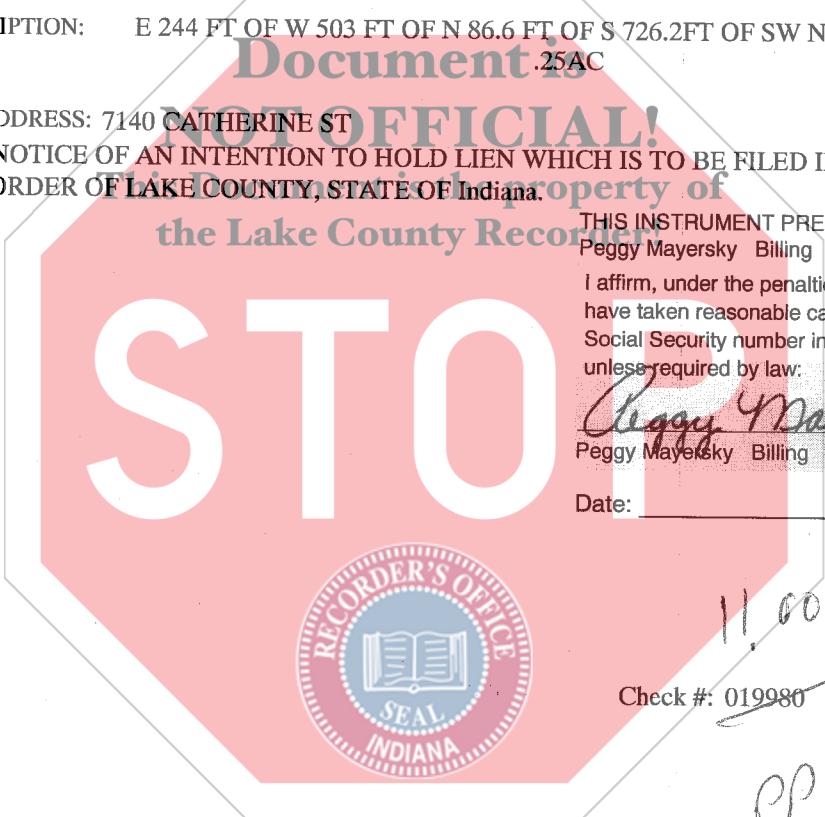 IPTION: E 244 FT OF W 503 FT OF N 86.6 FT OF S 726.2FT OF SW N
.25AC
Document is
NOT OFFICIAL!
This Document is the property of
the Lake County Recorder!
DDRESS: 7140 CATHERINE ST
NOTICE OF AN INTENTION TO HOLD LIEN WHICH IS TO BE FILED I
ORDER OF LAKE COUNTY, STATE OF Indiana.
THIS INSTRUMENT PRE
Peggy Mayersky Billing
I affirm, under the penalti
have taken reasonable ca
Social Security number in
unless required by law:
Peggy Ma
Peggy Mayersky Billing
Date:
STOP
RECORDER'S OFFICE
SEAL
INDIANA
11.00
Check #: 019980